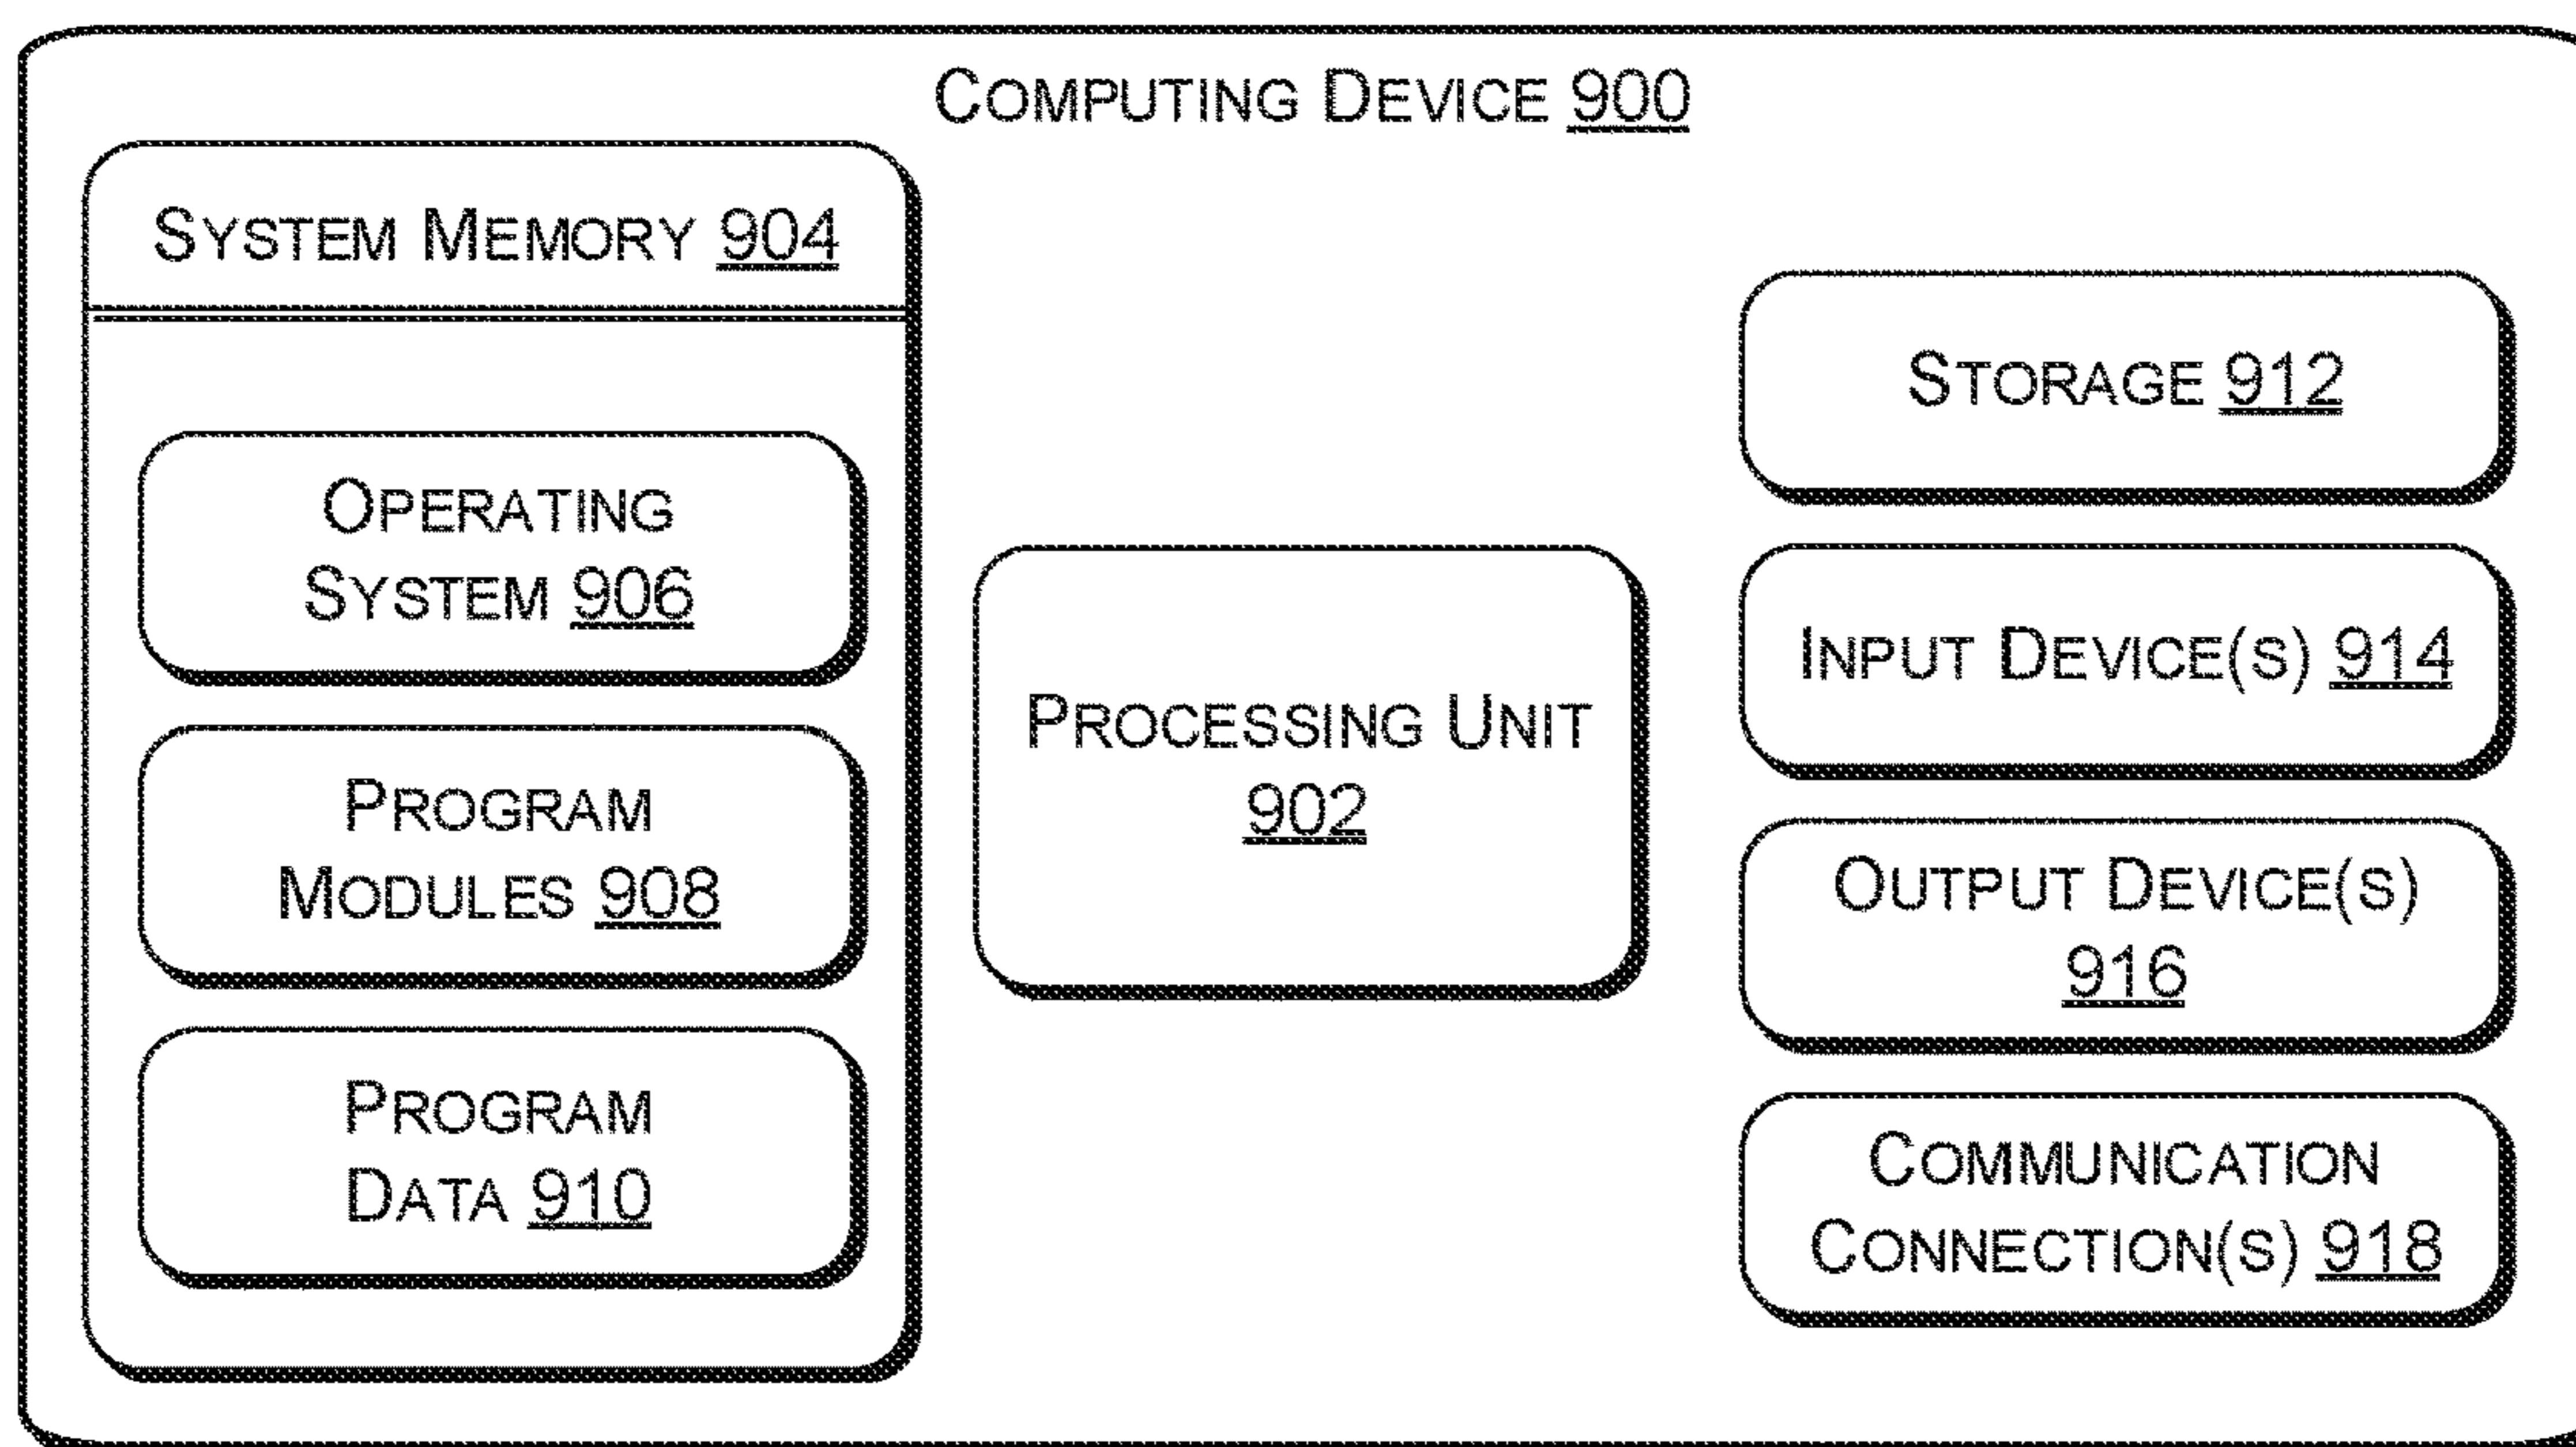 COMPUTING DEVICE 900
SYSTEM MEMORY 904
OPERATING
SYSTEM 906
PROGRAM
MODULES 908
PROGRAM
DATA 910
PROCESSING UNIT
902
STORAGE 912
INPUT DEVICE(S) 914
OUTPUT DEVICE(S)
916
COMMUNICATION
CONNECTION(S) 918